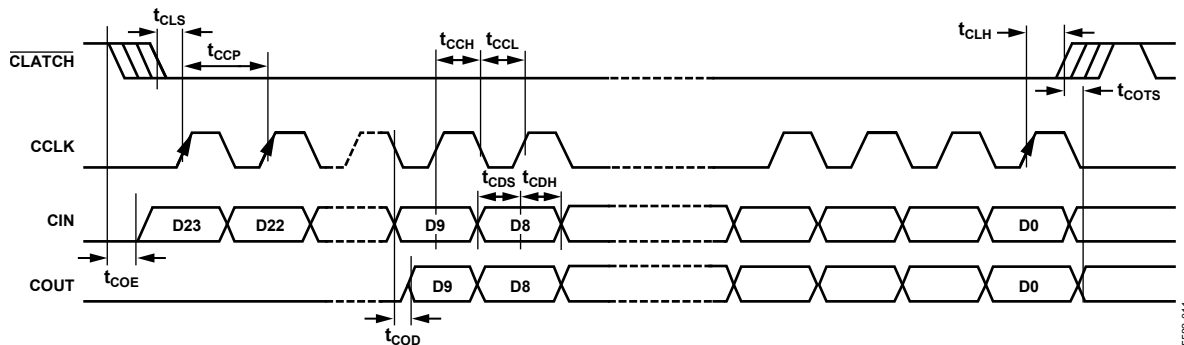 tCLS
tCCP
tCCH tCCL
tCLH
CLATCH
tCOTS
CCLK
tCDS tCDH
CIN
D23 D22 D9 D8 D0
tCOE
COUT
D9 D8 D0
tCOD